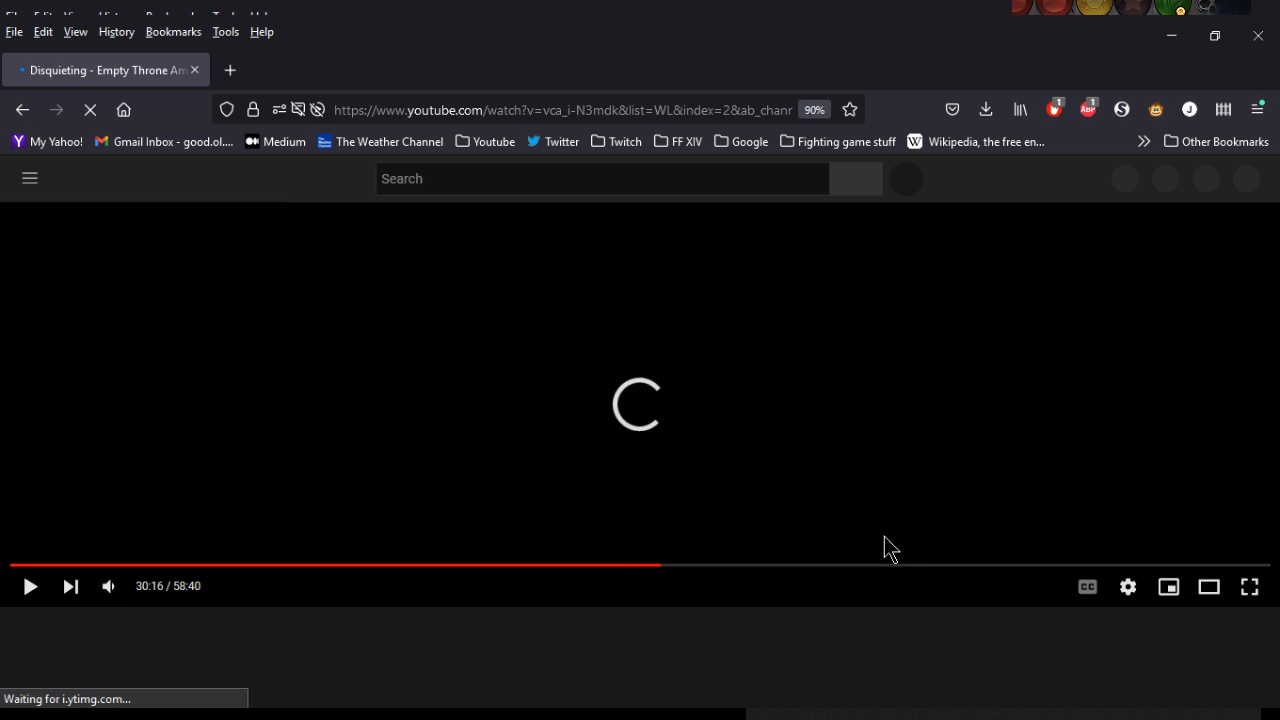 File Edit View History Bookmarks Tools Help
Disquieting - Empty Throne Am
https://www.youtube.com/watch?v=vca_i-N3mdk&list=WL&index=2&ab_chanr 90% 1 1
My Yahoo! Gmail Inbox - good.ol.... Medium The Weather Channel Youtube Twitter Twitch FF XIV Google Fighting game stuff Wikipedia, the free en... Other Bookmarks
Search
30:16 / 58:40 CC
Waiting for i.ytimg.com...